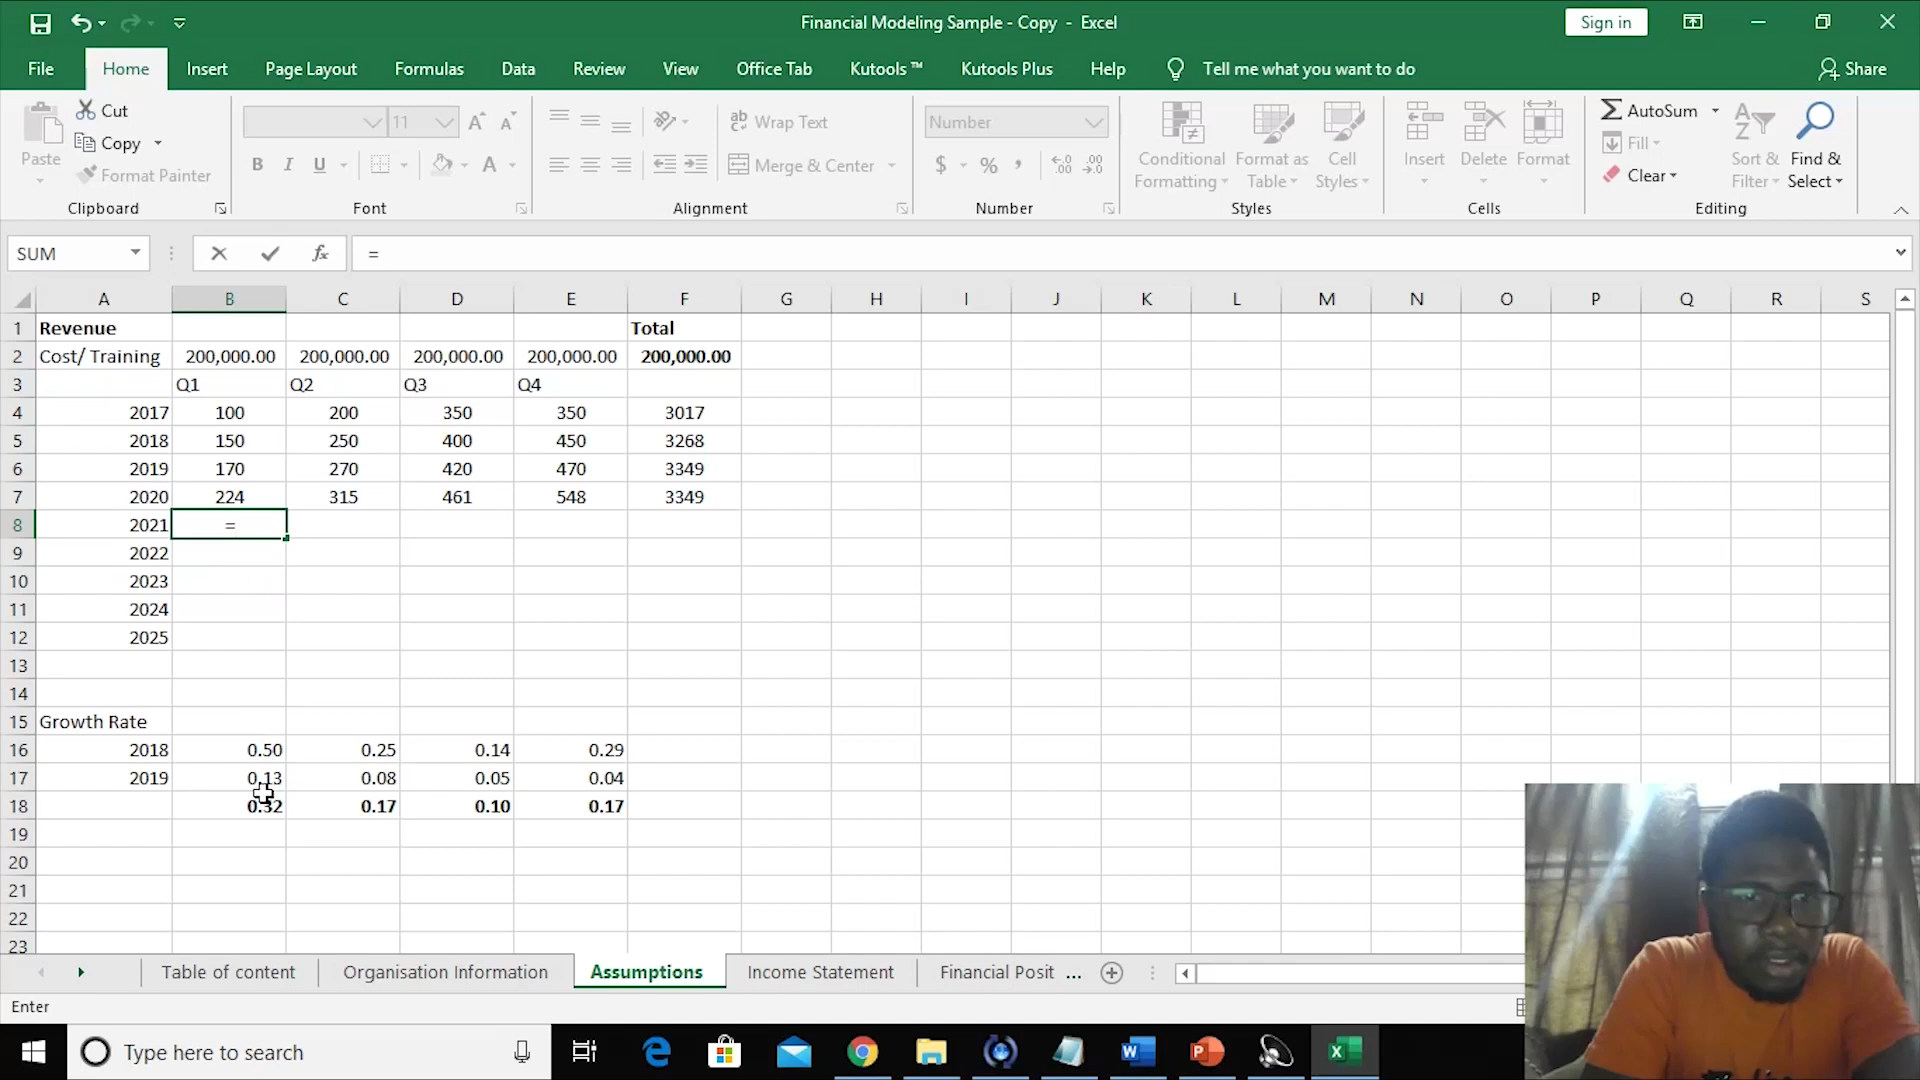 Financial Modeling Sample - Copy - Excel
Sign in
File Home Insert Page Layout Formulas Data Review View Office Tab Kutools ™ Kutools Plus Help Tell me what you want to do Share
Paste
Cut
Copy
Format Painter
Clipboard
11
B I U
A A A
Font
ab Wrap Text
Merge & Center
Alignment
Number
$ % ,
Number
Conditional Formatting
Format as Table
Cell Styles
Styles
Insert Delete Format
Cells
AutoSum
Fill
Clear
Sort & Filter
Find & Select
Editing
SUM fx =
A B C D E F G H I J K L M N O P Q R S
1 Revenue Total
2 Cost/ Training 200,000.00 200,000.00 200,000.00 200,000.00 200,000.00
3 Q1 Q2 Q3 Q4
4 2017 100 200 350 350 3017
5 2018 150 250 400 450 3268
6 2019 170 270 420 470 3349
7 2020 224 315 461 548 3349
8 2021 =
9 2022
10 2023
11 2024
12 2025
13
14
15 Growth Rate
16 2018 0.50 0.25 0.14 0.29
17 2019 0.13 0.08 0.05 0.04
18 0.32 0.17 0.10 0.17
19
20
21
22
23
Table of content Organisation Information Assumptions Income Statement Financial Posit ...
Enter
Type here to search